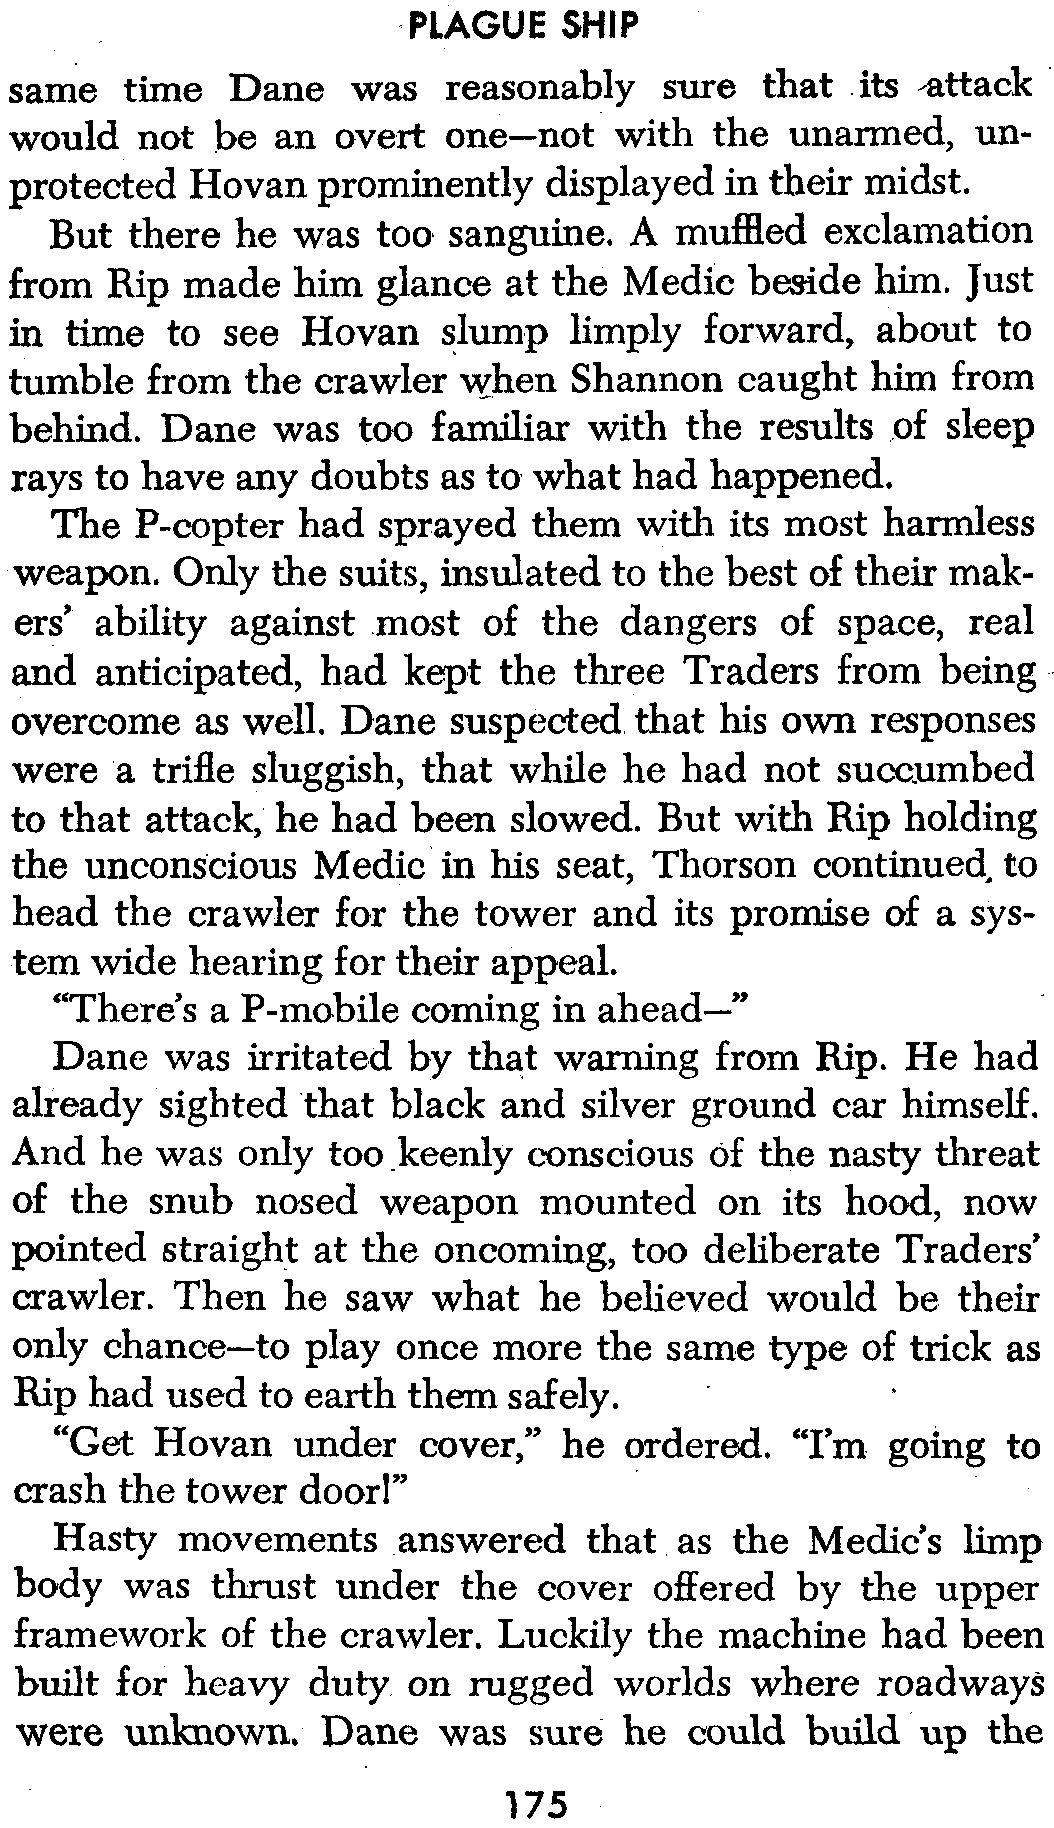 PLAGUE SHIP
same time Dane was reasonably sure that its attack
would not be an overt one—not with the unarmed, un-
protected Hovan prominently displayed in their midst.
But there he was too sanguine. A muffled exclamation
from Rip made him glance at the Medic beside him. Just
in time to see Hovan slump limply forward, about to
tumble from the crawler when Shannon caught him from
behind. Dane was too familiar with the results of sleep
rays to have any doubts as to what had happened.
The P-copter had sprayed them with its most harmless
weapon. Only the suits, insulated to the best of their mak-
ers’ ability against most of the dangers of space, real
and anticipated, had kept the three Traders from being
overcome as well. Dane suspected that his own responses
were a trifle sluggish, that while he had not succumbed
to that attack, he had been slowed. But with Rip holding
the unconscious Medic in his seat, Thorson continued to
head the crawler for the tower and its promise of a sys-
tem wide hearing for their appeal.
“There’s a P-mobile coming in ahead—”
Dane was irritated by that warning from Rip. He had
already sighted that black and silver ground car himself.
And he was only too keenly conscious of the nasty threat
of the snub nosed weapon mounted on its hood, now
pointed straight at the oncoming, too deliberate Traders’
crawler. Then he saw what he believed would be their
only chance—to play once more the same type of trick as
Rip had used to earth them safely.
“Get Hovan under cover,” he ordered. “I’m going to
crash the tower door!”
Hasty movements answered that as the Medic’s limp
body was thrust under the cover offered by the upper
framework of the crawler. Luckily the machine had been
built for heavy duty on rugged worlds where roadways
were unknown. Dane was sure he could build up the
175